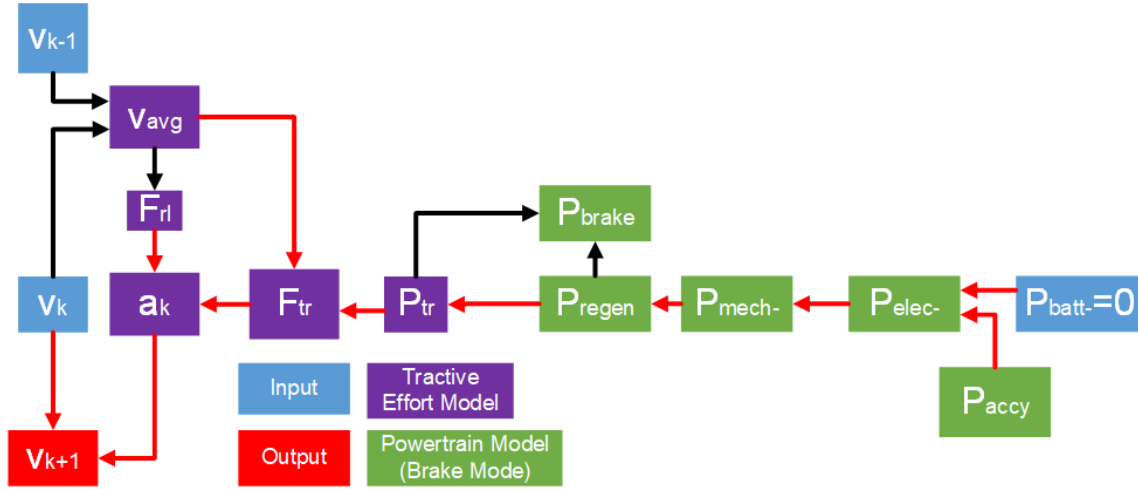 vk-1
vavg
Frl
Pbrake
vk
ak
Ftr
Ptr
Pregen
Pmech-
Pelec-
Pbatt-=0
Input
Tractive
Effort Model
Paccy
vk+1
Output
Powertrain Model
(Brake Mode)